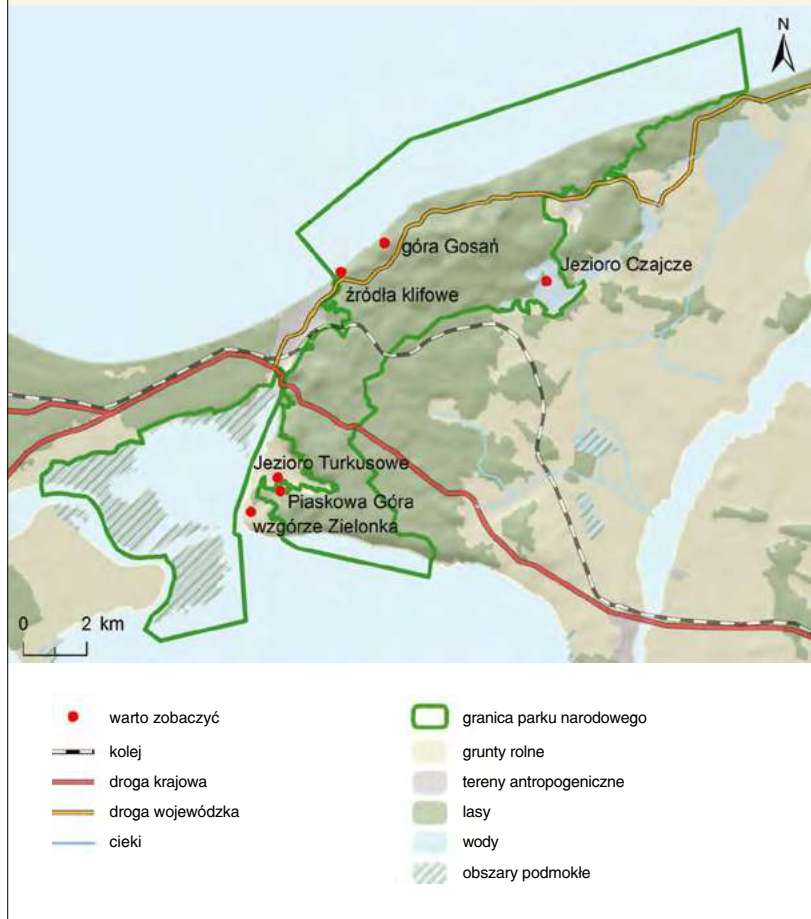 N
góra Gosań
Jezioro Czajcze
źródła klifowe
Jezioro Turkusowe
Piaskowa Góra
wzgórze Zielonka
0 2 km
warto zobaczyć
kolej
droga krajowa
droga wojewódzka
cieki
granica parku narodowego
grunty rolne
tereny antropogeniczne
lasy
wody
obszary podmokłe